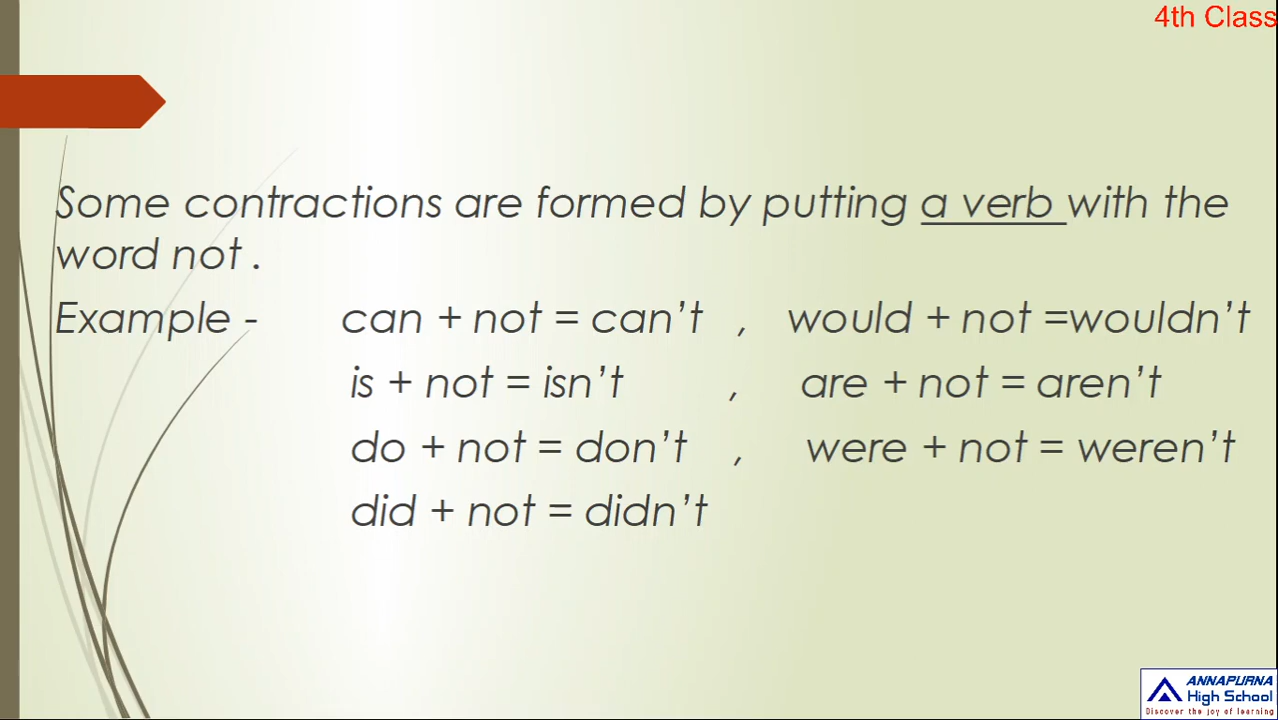 4th Class
Some contractions are formed by putting a verb with the
word not .
Example - can + not = can’t , would + not =wouldn’t
is + not = isn’t , are + not = aren’t
do + not = don’t , were + not = weren’t
did + not = didn’t
ANNAPURNA
High School
Discover the joy of learning